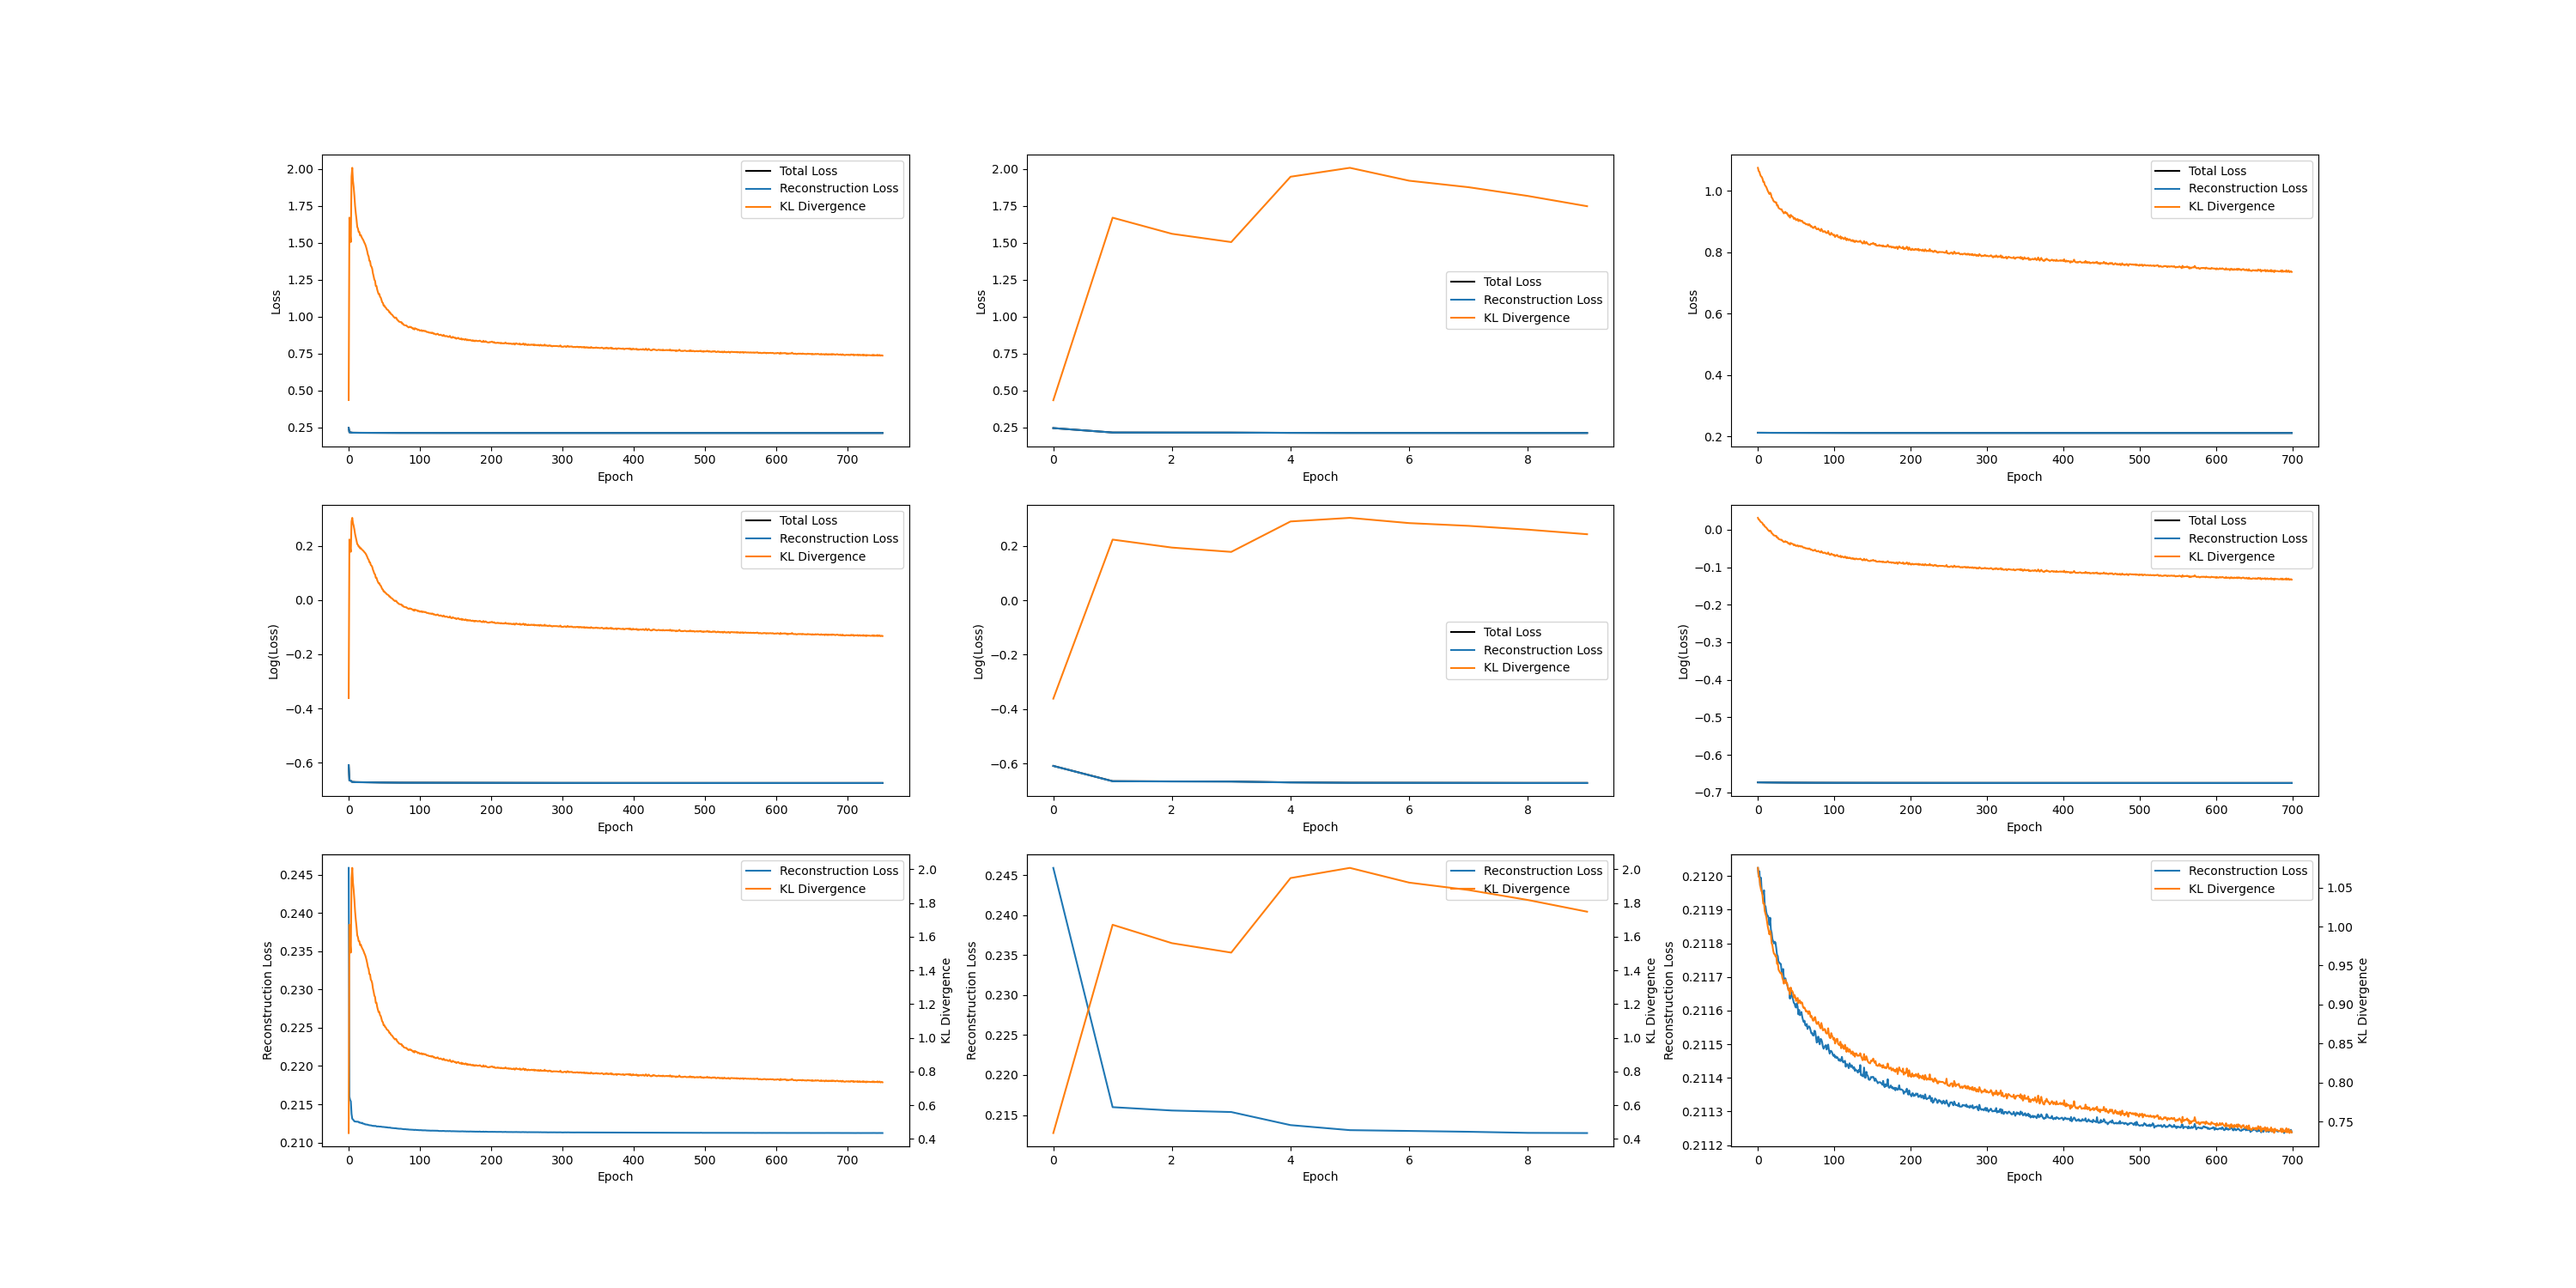 2.00
1.75
1.50
1.25
1.00
0.75
0.50
0.25
Loss
Total Loss
Reconstruction Loss
KL Divergence
0 100 200 300 400 500 600 700
Epoch
2.00
1.75
1.50
1.25
1.00
0.75
0.50
0.25
Loss
Total Loss
Reconstruction Loss
KL Divergence
0 2 4 6 8
Epoch
1.0
0.8
0.6
0.4
0.2
Loss
Total Loss
Reconstruction Loss
KL Divergence
0 100 200 300 400 500 600 700
Epoch
0.2
0.0
−0.2
−0.4
−0.6
Log(Loss)
Total Loss
Reconstruction Loss
KL Divergence
0 100 200 300 400 500 600 700
Epoch
0.2
0.0
−0.2
−0.4
−0.6
Log(Loss)
Total Loss
Reconstruction Loss
KL Divergence
0 2 4 6 8
Epoch
0.0
−0.1
−0.2
−0.3
−0.4
−0.5
−0.6
−0.7
Log(Loss)
Total Loss
Reconstruction Loss
KL Divergence
0 100 200 300 400 500 600 700
Epoch
0.245
0.240
0.235
0.230
0.225
0.220
0.215
0.210
Reconstruction Loss
Reconstruction Loss
KL Divergence
2.0
1.8
1.6
1.4
1.2
1.0
0.8
0.6
0.4
KL Divergence
0 100 200 300 400 500 600 700
Epoch
0.245
0.240
0.235
0.230
0.225
0.220
0.215
Reconstruction Loss
Reconstruction Loss
KL Divergence
2.0
1.8
1.6
1.4
1.2
1.0
0.8
0.6
0.4
KL Divergence
0 2 4 6 8
Epoch
0.2120
0.2119
0.2118
0.2117
0.2116
0.2115
0.2114
0.2113
0.2112
Reconstruction Loss
Reconstruction Loss
KL Divergence
1.05
1.00
0.95
0.90
0.85
0.80
0.75
KL Divergence
0 100 200 300 400 500 600 700
Epoch